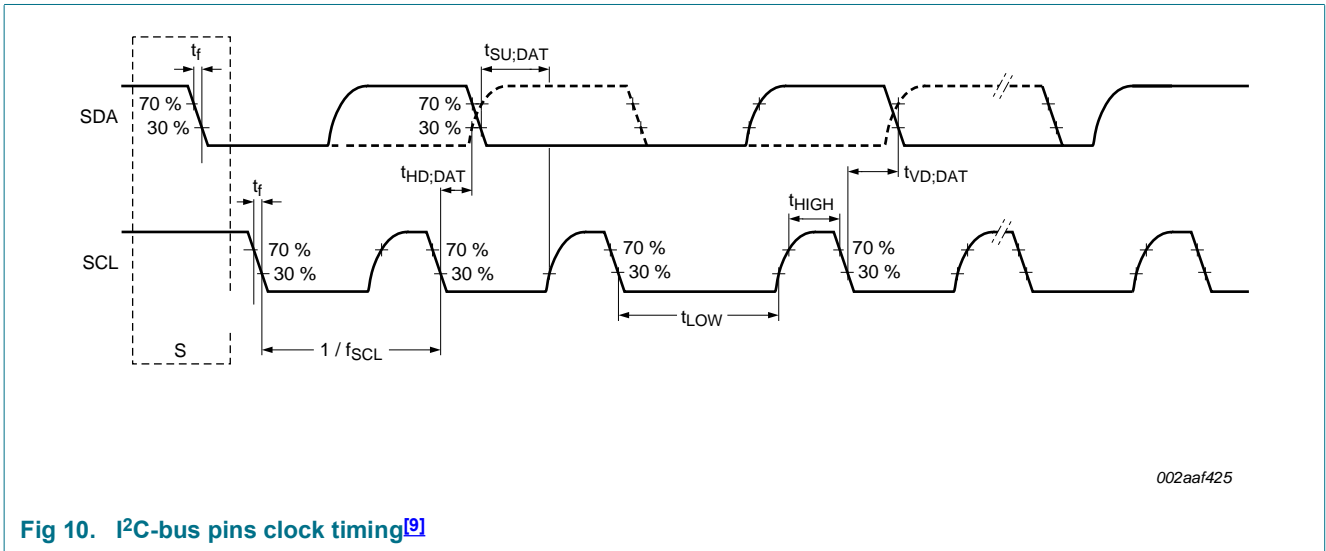 tf
tSU;DAT
70 %
30 %
SDA
70 %
30 %
tHD;DAT
tVD;DAT
tf
tHIGH
SCL
70 %
30 %
70 %
30 %
70 %
30 %
70 %
30 %
tLOW
S
1 / fSCL
002aaf425
Fig 10. I²C-bus pins clock timing[9]